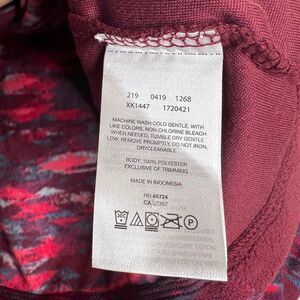 219 0419 1268
XK1447 1720421
MACHINE WASH COLD GENTLE, WITH
LIKE COLORS, NON-CHLORINE BLEACH
WHEN NEEDED, TUMBLE DRY GENTLE
LOW, REMOVE PROMPTLY, DO NOT IRON,
DRYCLEANABLE
BODY, 100% POLYESTER
EXCLUSIVE OF TRIMMING
MADE IN INDONESIA
RN 65724
CA 03367
P